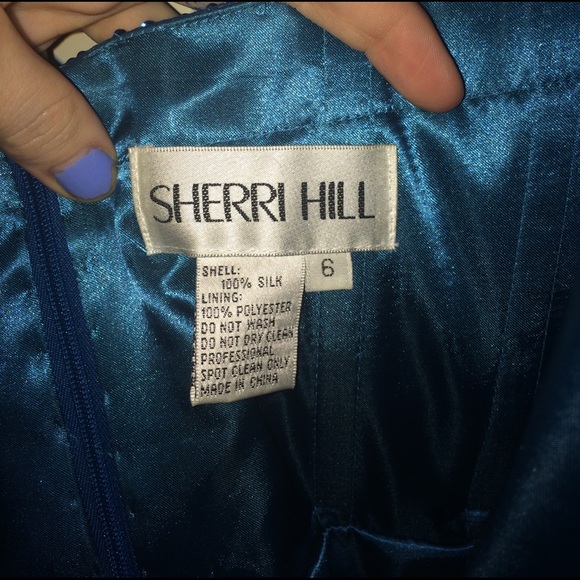 SHERRI HILL
6
SHELL:
100% SILK
LINING:
100% POLYESTER
DO NOT WASH
DO NOT DRY CLEAN
PROFESSIONAL
SPOT CLEAN ONLY
MADE IN CHINA